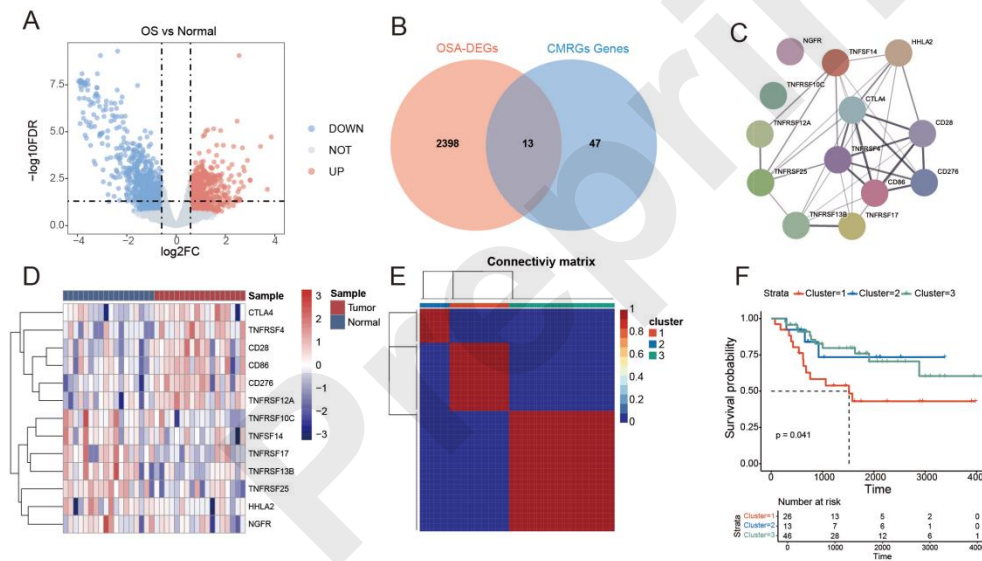 A
OS vs Normal
−log10FDR
7.5
5.0
2.5
0.0
−4
−2
0
2
4
log2FC
DOWN
NOT
UP
B
OSA-DEGs
CMRGs Genes
2398
13
47
C
NGFR
TNFSF14
HHLA2
TNFRSF10C
CTLA4
TNFRSF12A
CD28
TNFRSF4
TNFRSF25
CD86
CD276
TNFRSF13B
TNFRSF17
D
Sample
CTLA4
TNFRSF4
CD28
CD86
CD276
TNFRSF12A
TNFRSF10C
TNFSF14
TNFRSF17
TNFRSF13B
TNFRSF25
HHLA2
NGFR
3
2
1
0
−1
−2
−3
Sample
Tumor
Normal
E
Connectiviy matrix
1
0.8
0.6
0.4
0.2
0
cluster
1
2
3
F
Strata Cluster=1 Cluster=2 Cluster=3
Survival probability
1.00
0.75
0.50
0.25
0.00
p = 0.041
0 1000 2000 3000 400
Time
Number at risk
Strata
Cluster=1 26 13 5 2 0
Cluster=2 13 7 6 1 0
Cluster=3 46 28 12 6 1
0 1000 2000 3000 400
Time